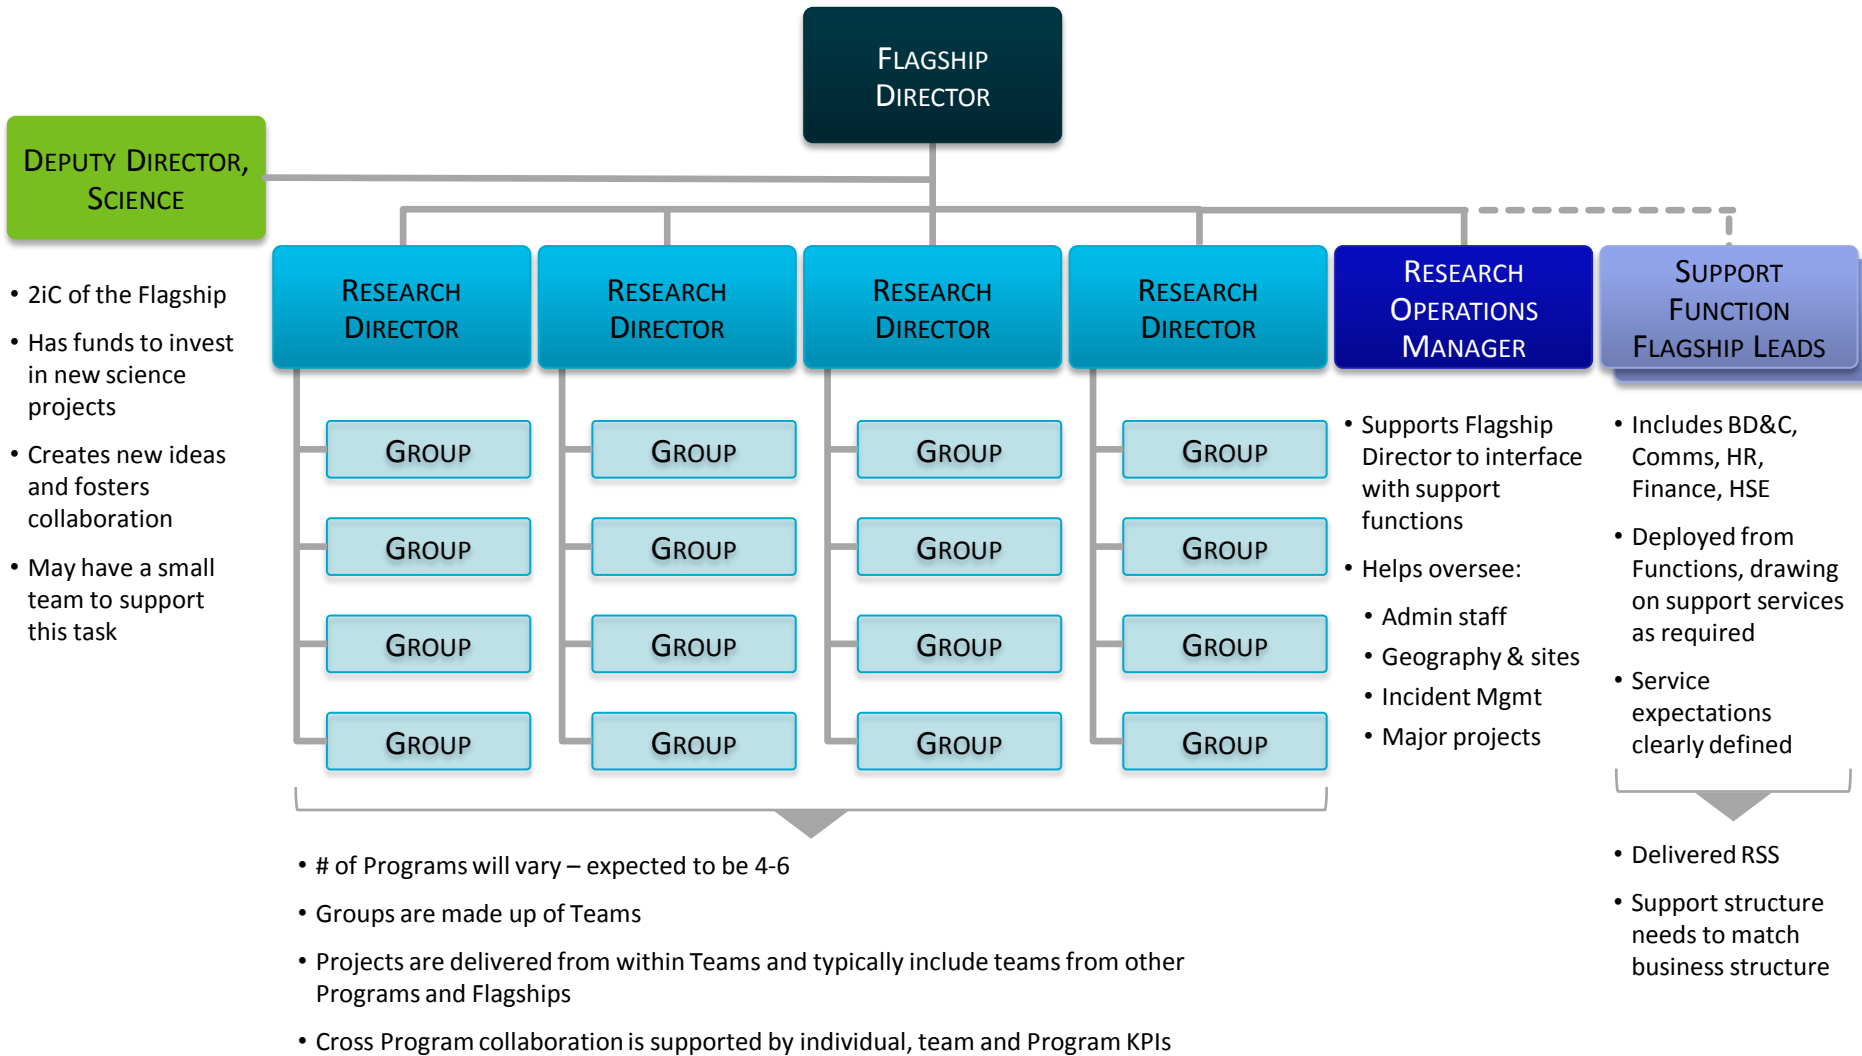 FLAGSHIP
DIRECTOR
DEPUTY DIRECTOR,
SCIENCE
• 2iC of the Flagship
• Has funds to invest
in new science
projects
• Creates new ideas
and fosters
collaboration
• May have a small
team to support
this task
RESEARCH
DIRECTOR
GROUP
GROUP
GROUP
GROUP
RESEARCH
DIRECTOR
GROUP
GROUP
GROUP
GROUP
RESEARCH
DIRECTOR
GROUP
GROUP
GROUP
GROUP
RESEARCH
DIRECTOR
GROUP
GROUP
GROUP
GROUP
• # of Programs will vary – expected to be 4-6
• Groups are made up of Teams
• Projects are delivered from within Teams and typically include teams from other
Programs and Flagships
• Cross Program collaboration is supported by individual, team and Program KPIs
RESEARCH
OPERATIONS
MANAGER
• Supports Flagship
Director to interface
with support
functions
• Helps oversee:
• Admin staff
• Geography & sites
• Incident Mgmt
• Major projects
SUPPORT
FUNCTION
FLAGSHIP LEADS
• Includes BD&C,
Comms, HR,
Finance, HSE
• Deployed from
Functions, drawing
on support services
as required
• Service
expectations
clearly defined
• Delivered RSS
• Support structure
needs to match
business structure